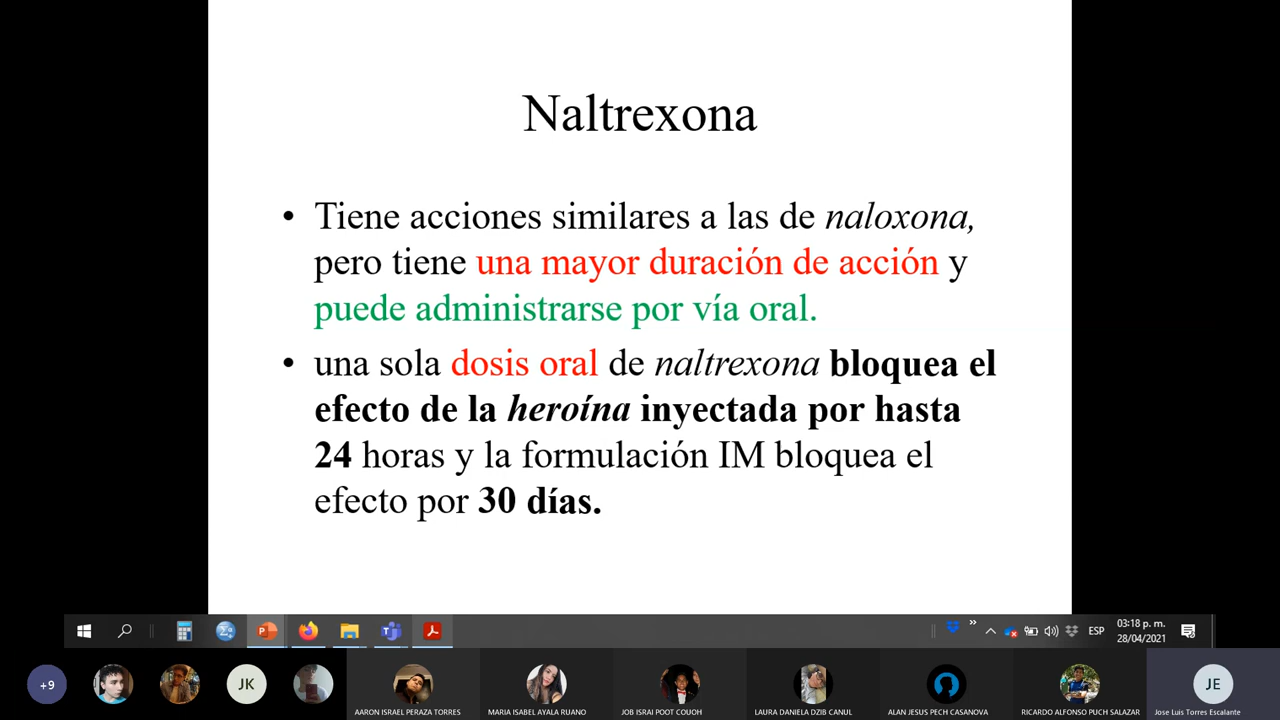 Naltrexona
• Tiene acciones similares a las de naloxona,
pero tiene una mayor duración de acción y
puede administrarse por vía oral.
• una sola dosis oral de naltrexona bloquea el
efecto de la heroína inyectada por hasta
24 horas y la formulación IM bloquea el
efecto por 30 días.
ESP
03:18 p. m.
28/04/2021
+9
JK
JE
AARON ISRAEL PERAZA TORRES
MARIA ISABEL AYALA RUANO
JOB ISRAI POOT COUOH
LAURA DANIELA DZIB CANUL
ALAN JESUS PECH CASANOVA
RICARDO ALFONSO PUCH SALAZAR
Jose Luis Torres Escalante